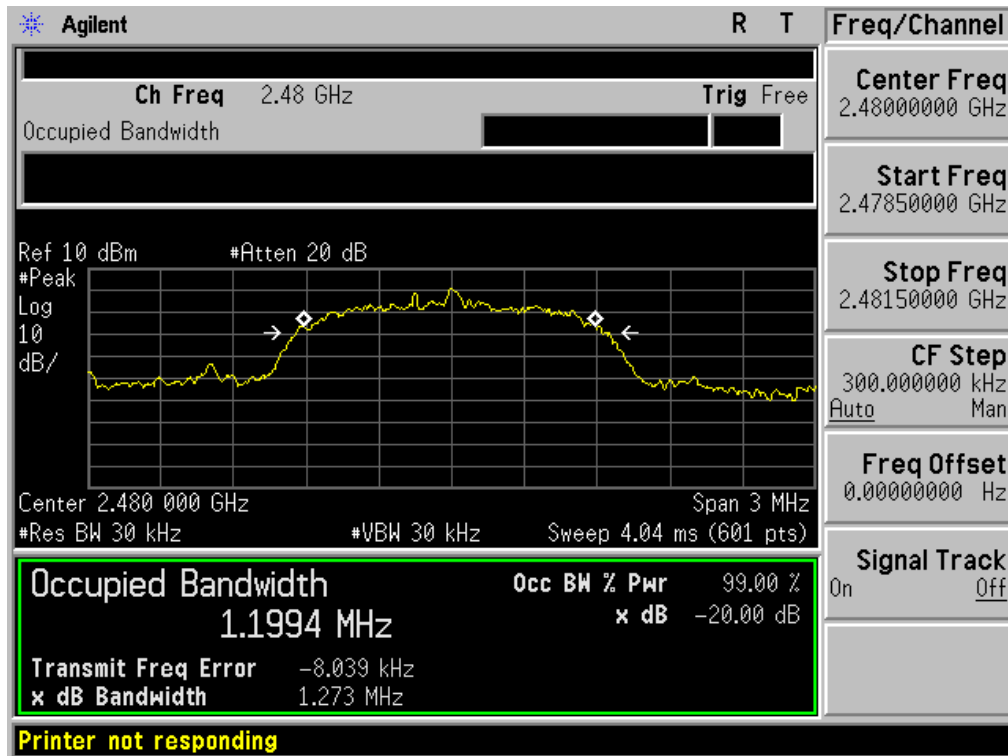 Agilent R T Freq/Channel
Ch Freq 2.48 GHz Trig Free
Occupied Bandwidth
Center Freq
2.48000000 GHz
Start Freq
2.47850000 GHz
Stop Freq
2.48150000 GHz
CF Step
300.000000 kHz
Auto Man
Freq Offset
0.00000000 Hz
Signal Track
On Off
Ref 10 dBm #Atten 20 dB
#Peak
Log
10
dB/
Center 2.480 000 GHz Span 3 MHz
#Res BW 30 kHz #VBW 30 kHz Sweep 4.04 ms (601 pts)
Occupied Bandwidth Occ BW % Pwr 99.00 %
1.1994 MHz x dB -20.00 dB
Transmit Freq Error -8.039 kHz
x dB Bandwidth 1.273 MHz
Printer not responding